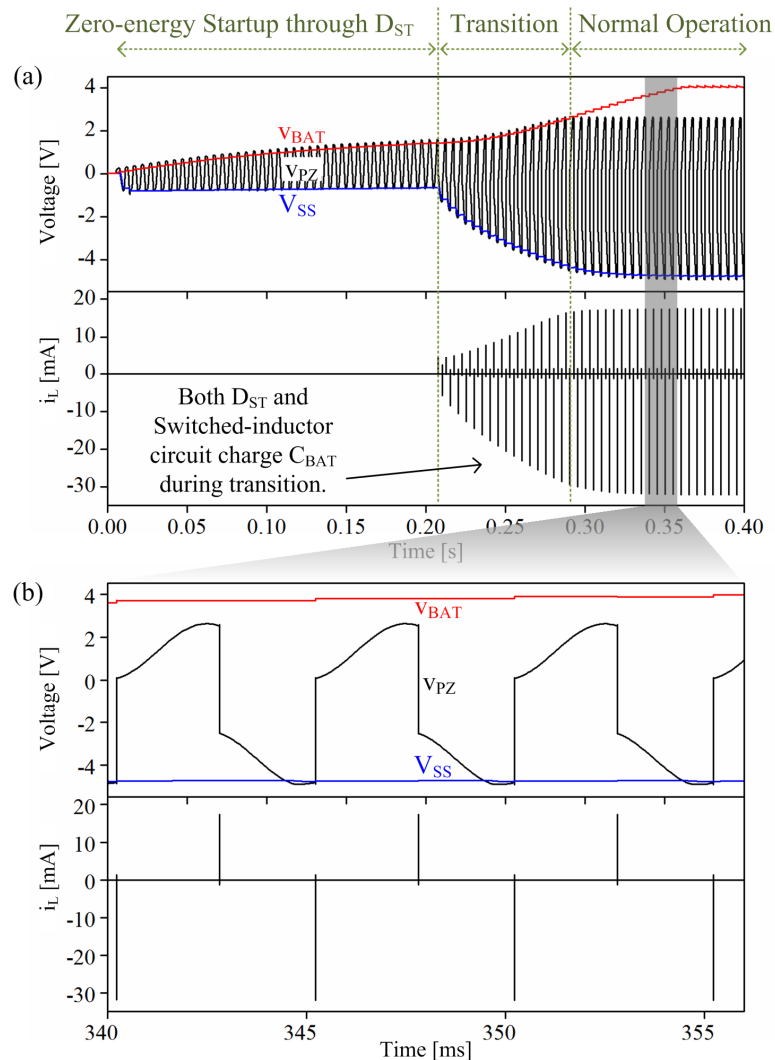 Zero-energy Startup through DST Transition Normal Operation
(a)
4
2
0
-2
-4
Voltage [V]
vBAT
vPZ
VSS
20
10
0
-10
-20
-30
iL [mA]
Both DST and
Switched-inductor
circuit charge CBAT
during transition.
0.00 0.05 0.10 0.15 0.20 0.25 0.30 0.35 0.40
Time [s]
(b)
4
2
0
-2
-4
Voltage [V]
vBAT
vPZ
VSS
20
10
0
-10
-20
-30
iL [mA]
340 345 350 355
Time [ms]